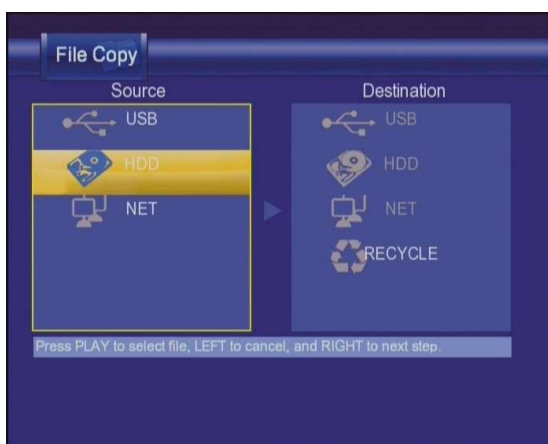 File Copy
Source
Destination
USB
HDD
NET
USB
HDD
NET
RECYCLE
Press PLAY to select file, LEFT to cancel, and RIGHT to next step.